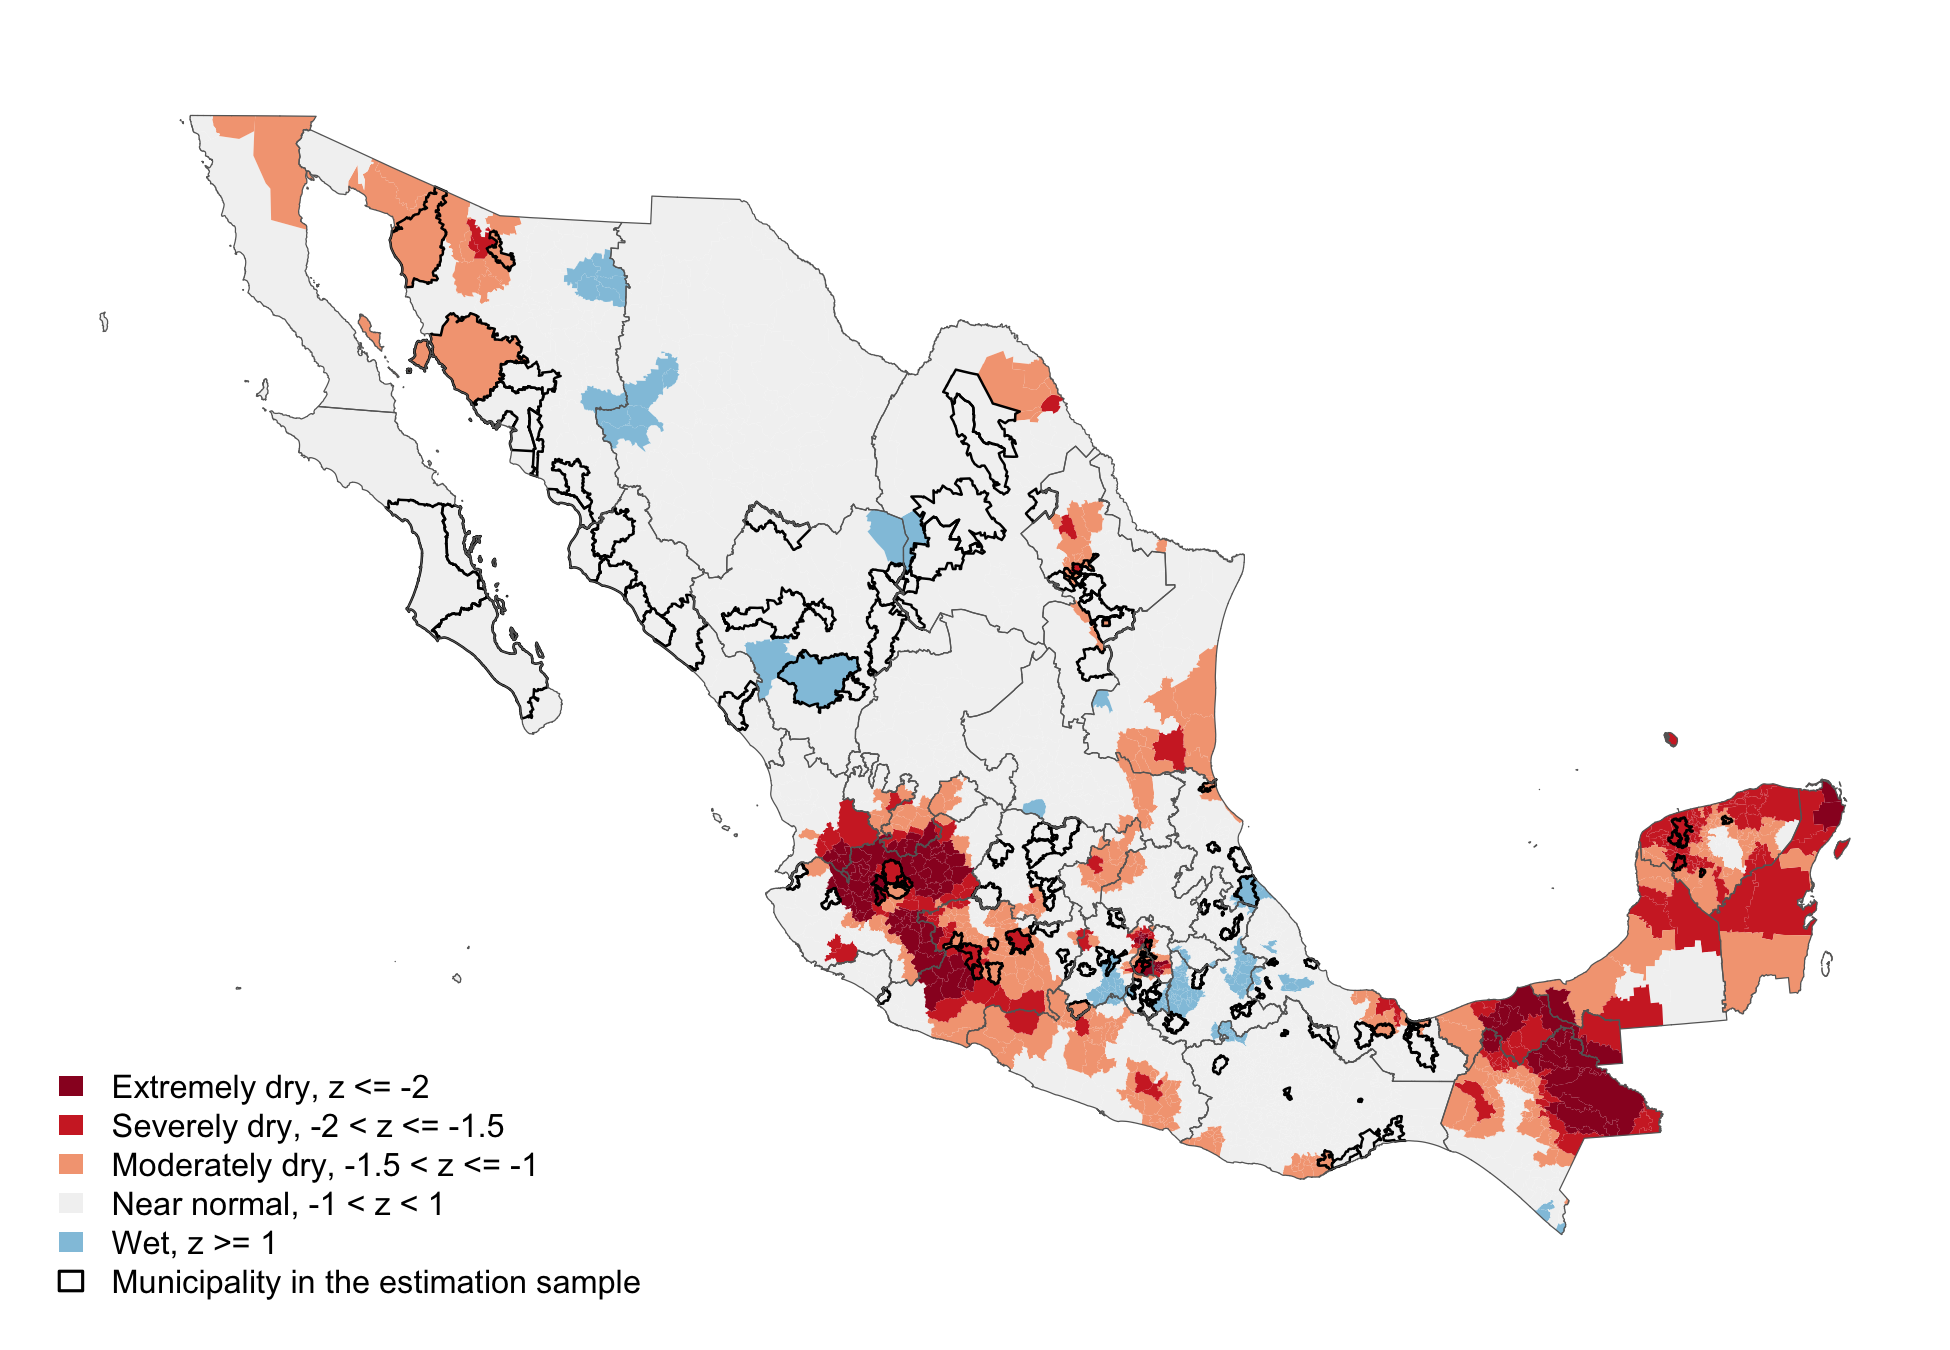 Extremely dry, z <= -2
Severely dry, -2 < z <= -1.5
Moderately dry, -1.5 < z <= -1
Near normal, -1 < z < 1
Wet, z >= 1
Municipality in the estimation sample